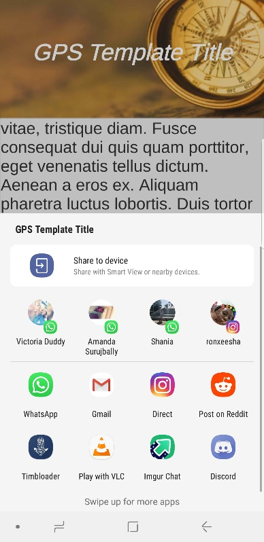 GPS Template Title
vitae, tristique diam. Fusce
consequat dui quis quam porttitor,
eget venenatis tellus dictum.
Aenean a eros ex. Aliquam
pharetra luctus lobortis. Duis tortor
GPS Template Title
Share to device
Share with Smart View or nearby devices.
Victoria Duddy
Amanda
Surujbally
Shania
ronxeesha
WhatsApp
Gmail
Direct
Post on Reddit
Timbloader
Play with VLC
Imgur Chat
Discord
Swipe up for more apps